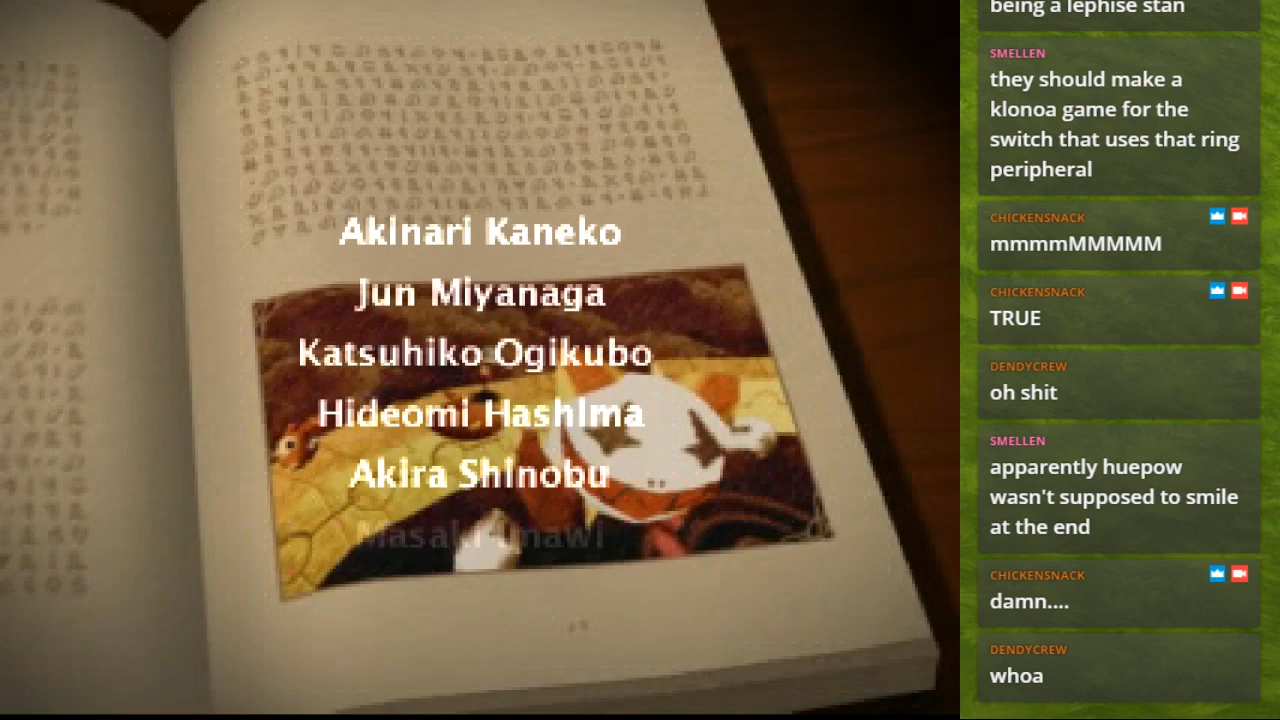 Akinari Kaneko
Jun Miyanaga
Katsuhiko Ogikubo
Hideomi Hashima
Akira Shinobu
being a lephise stan
SMELLEN
they should make a
klonoa game for the
switch that uses that ring
peripheral
CHICKENSNACK
mmmmMMMMM
CHICKENSNACK
TRUE
DENDYCREW
oh shit
SMELLEN
apparently huepow
wasn't supposed to smile
at the end
CHICKENSNACK
damn....
DENDYCREW
whoa